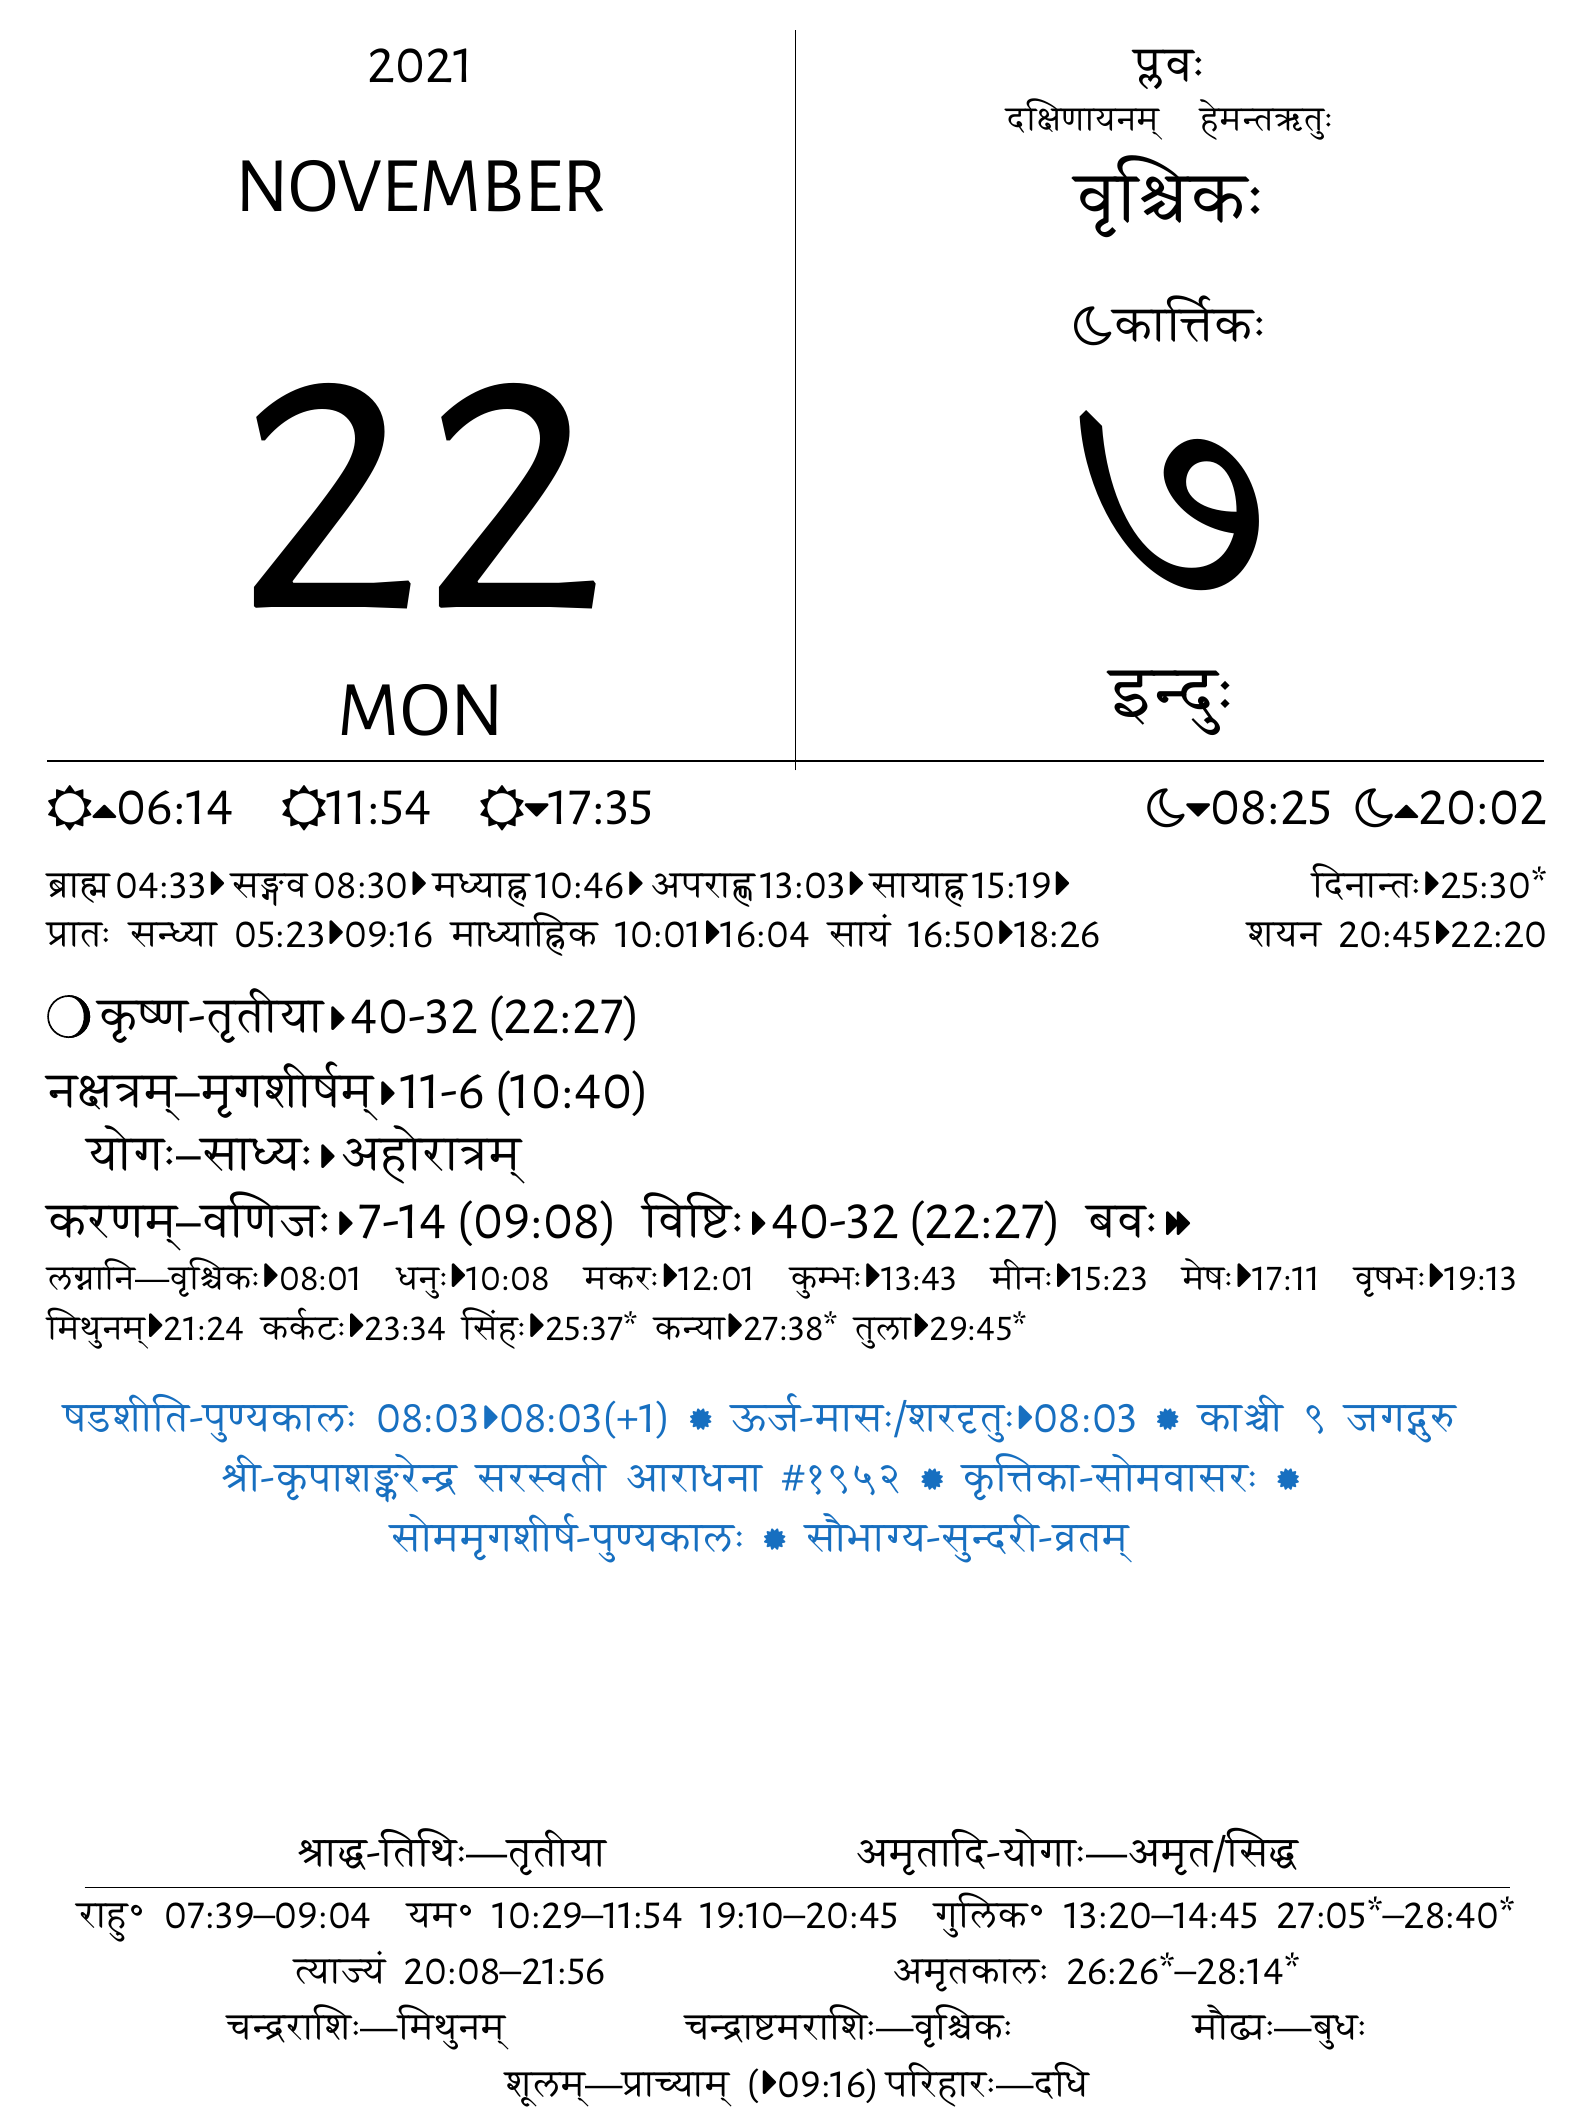 2021
NOVEMBER
22
MON
प्लवः
दक्षिणायनम् हेमन्तऋतुः
वृश्चिकः
☾कार्त्तिकः
७
इन्दुः
☼▲06:14 ☼11:54 ☼▼17:35 ☾▼08:25 ☾▲20:02
ब्राह्म 04:33▶ सङ्गव 08:30▶ मध्याह्न 10:46▶ अपराह्ण 13:03▶ सायाह्न 15:19▶ दिनान्तः▶25:30*
प्रातः सन्ध्या 05:23▶09:16 माध्याह्निक 10:01▶16:04 सायं 16:50▶18:26 शयन 20:45▶22:20
कृष्ण-तृतीया▶40-32 (22:27)
नक्षत्रम्–मृगशीर्षम्▶11-6 (10:40)
योगः–साध्यः▶अहोरात्रम्
करणम्–वणिजः▶7-14 (09:08) विष्टिः▶40-32 (22:27) बवः▶▶
लग्नानि—वृश्चिकः▶08:01 धनुः▶10:08 मकरः▶12:01 कुम्भः▶13:43 मीनः▶15:23 मेषः▶17:11 वृषभः▶19:13
मिथुनम्▶21:24 कर्कटः▶23:34 सिंहः▶25:37* कन्या▶27:38* तुला▶29:45*
षडशीति-पुण्यकालः 08:03▶08:03(+1) ✹ ऊर्ज-मासः/शरदृतुः▶08:03 ✹ काञ्ची ९ जगद्गुरु
श्री-कृपाशङ्करेन्द्र सरस्वती आराधना #१९५२ ✹ कृत्तिका-सोमवासरः ✹
सोममृगशीर्ष-पुण्यकालः ✹ सौभाग्य-सुन्दरी-व्रतम्
श्राद्ध-तिथिः—तृतीया अमृतादि-योगाः—अमृत/सिद्ध
राहु॰ 07:39–09:04 यम॰ 10:29–11:54 19:10–20:45 गुलिक॰ 13:20–14:45 27:05*–28:40*
त्याज्यं 20:08–21:56 अमृतकालः 26:26*–28:14*
चन्द्रराशिः—मिथुनम् चन्द्राष्टमराशिः—वृश्चिकः मौढ्यः—बुधः
शूलम्—प्राच्याम् (▶09:16) परिहारः—दधि